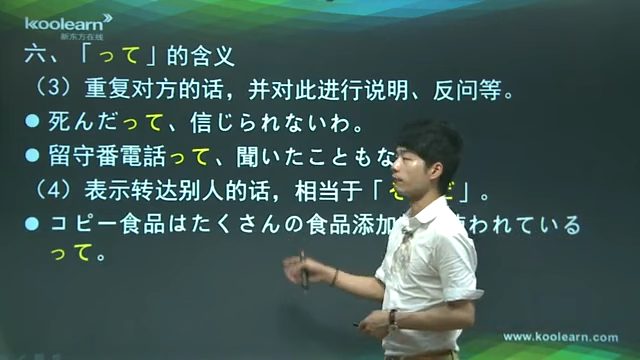 koolearn
新东方在线
六、「って」的含义
（3）重复对方的话，并对此进行说明、反问等。
● 死んだって、信じられないわ。
● 留守番電話って、聞いたこともな
（4）表示转达别人的话，相当于「そ だ」。
● コピー食品はたくさんの食品添加 われている
って。
www.koolearn.com